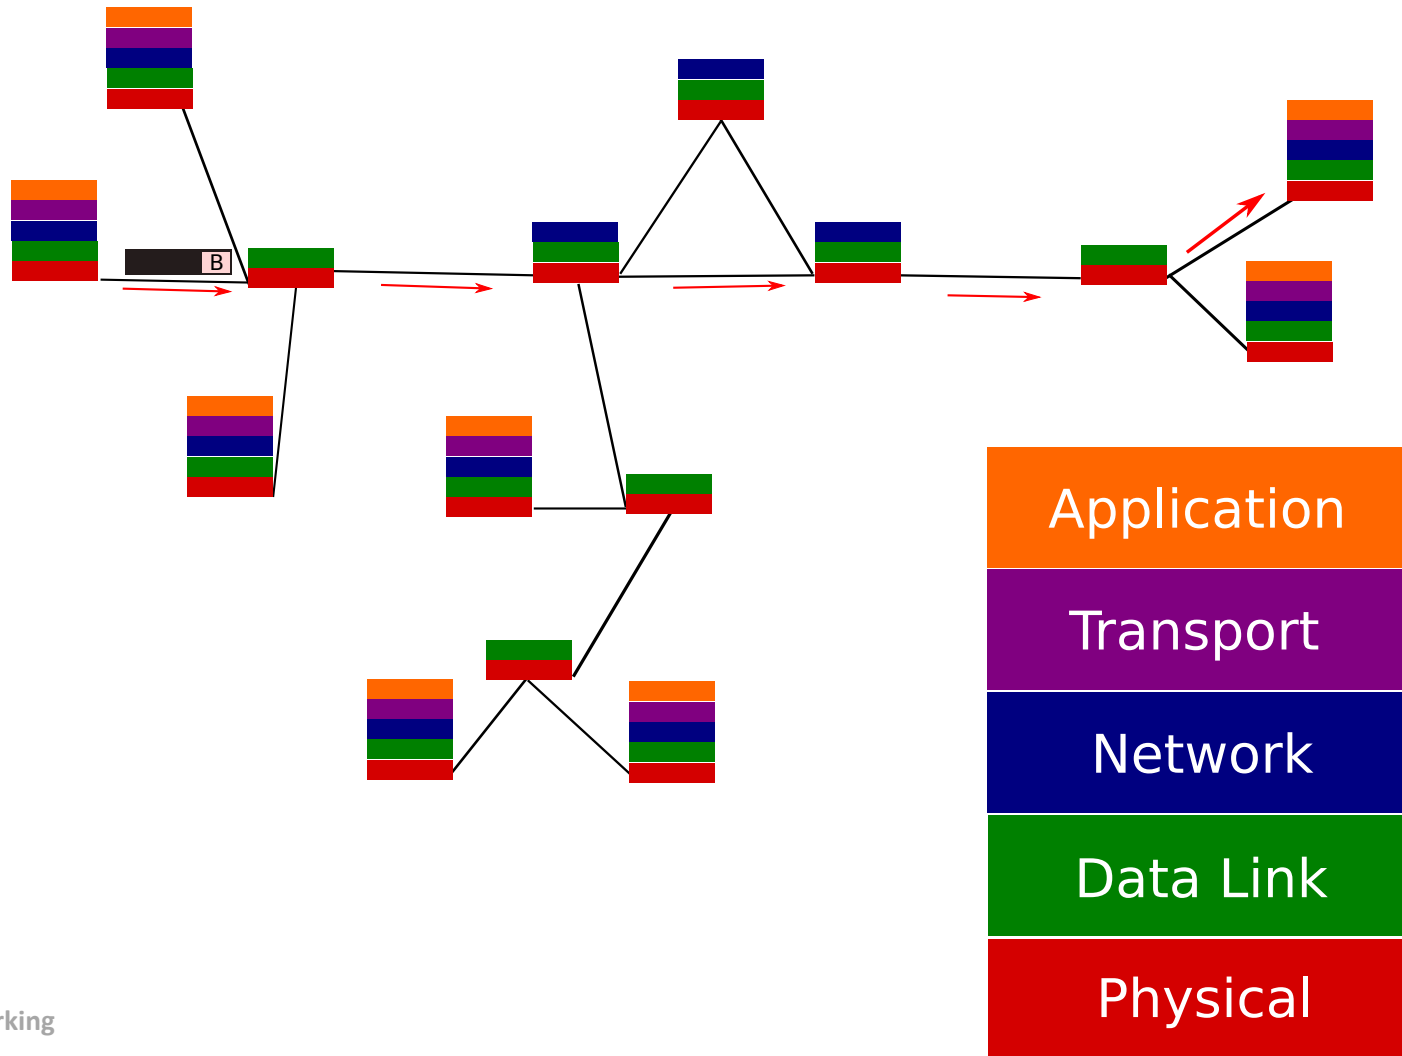 B
Application
Transport
Network
Data Link
Physical
rking